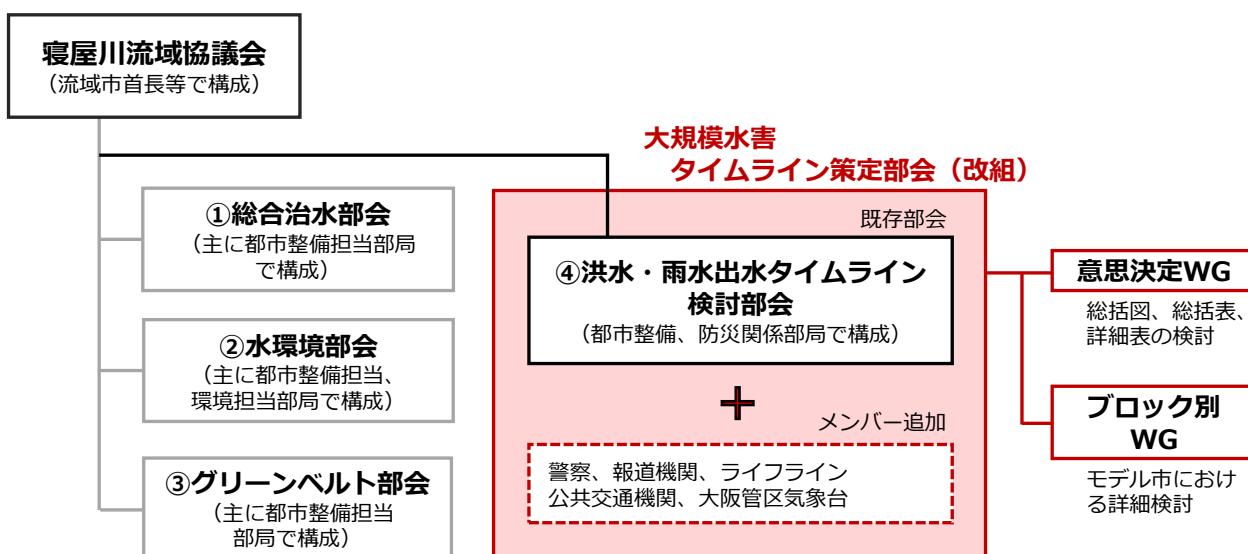 寝屋川流域協議会
（流域市首長等で構成）
①総合治水部会
（主に都市整備担当部局
で構成）
②水環境部会
（主に都市整備担当、
環境担当部局で構成）
③グリーンベルト部会
（主に都市整備担当
部局で構成）
大規模水害
タイムライン策定部会（改組）
既存部会
④洪水・雨水出水タイムライン
検討部会
（都市整備、防災関係部局で構成）
＋
メンバー追加
警察、報道機関、ライフライン
公共交通機関、大阪管区気象台
意思決定WG
総括図、総括表、
詳細表の検討
ブロック別
WG
モデル市におけ
る詳細検討